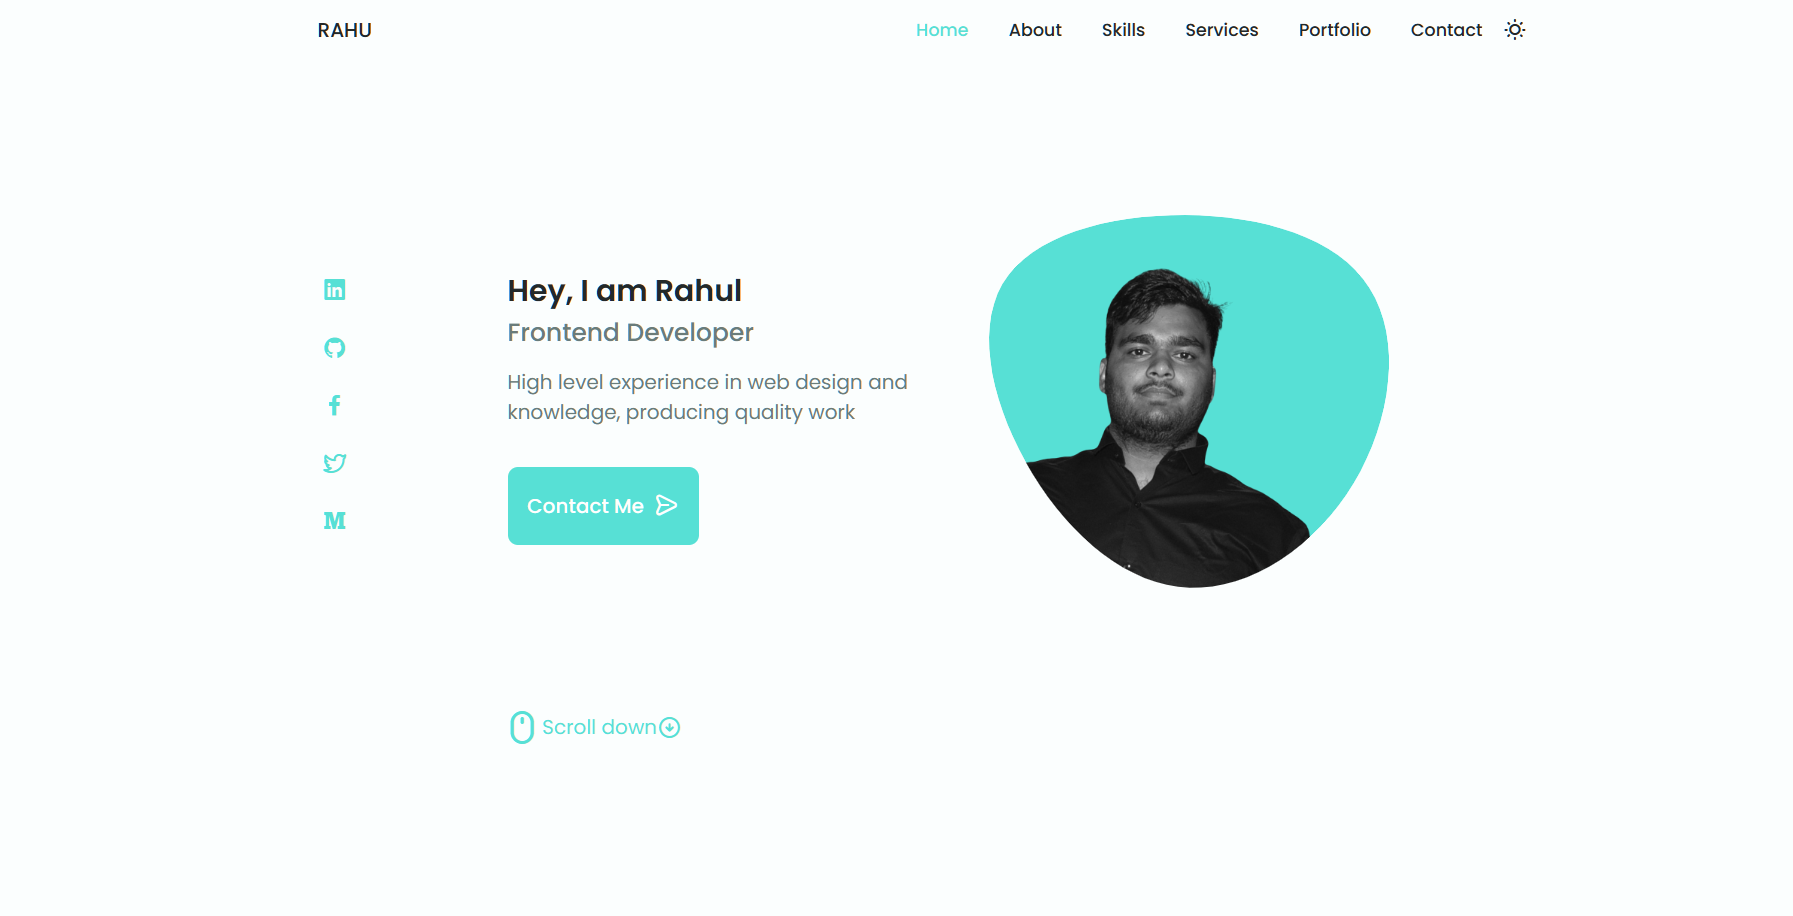 RAHU
Home About Skills Services Portfolio Contact
Hey, I am Rahul
Frontend Developer
High level experience in web design and
knowledge, producing quality work
Contact Me
Scroll down